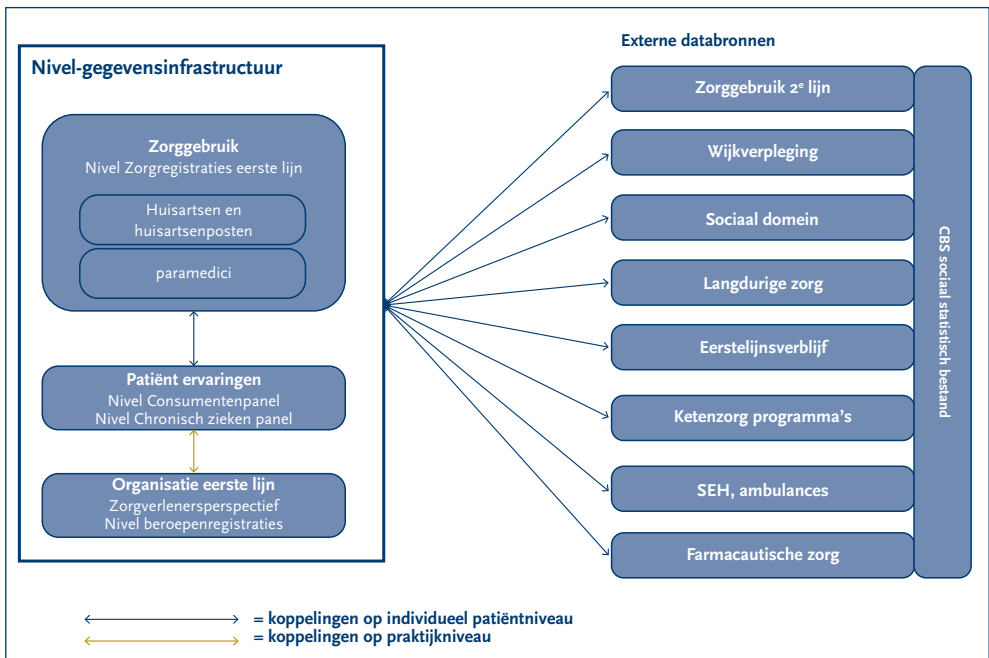 Nivel-gegevensinfrastructuur
Zorggebruik
Nivel Zorgregistraties eerste lijn
Huisartsen en
huisartsenposten
paramedici
Patiënt ervaringen
Nivel Consumentenpanel
Nivel Chronisch zieken panel
Organisatie eerste lijn
Zorgverlenersperspectief
Nivel beroepenregistraties
Externe databronnen
Zorggebruik 2e lijn
Wijkverpleging
Sociaal domein
Langdurige zorg
Eerstelijnsverblijf
Ketenzorg programma's
SEH, ambulances
Farmacautische zorg
CBS sociaal statistisch bestand
= koppelingen op individueel patiëntniveau
= koppelingen op praktijkniveau